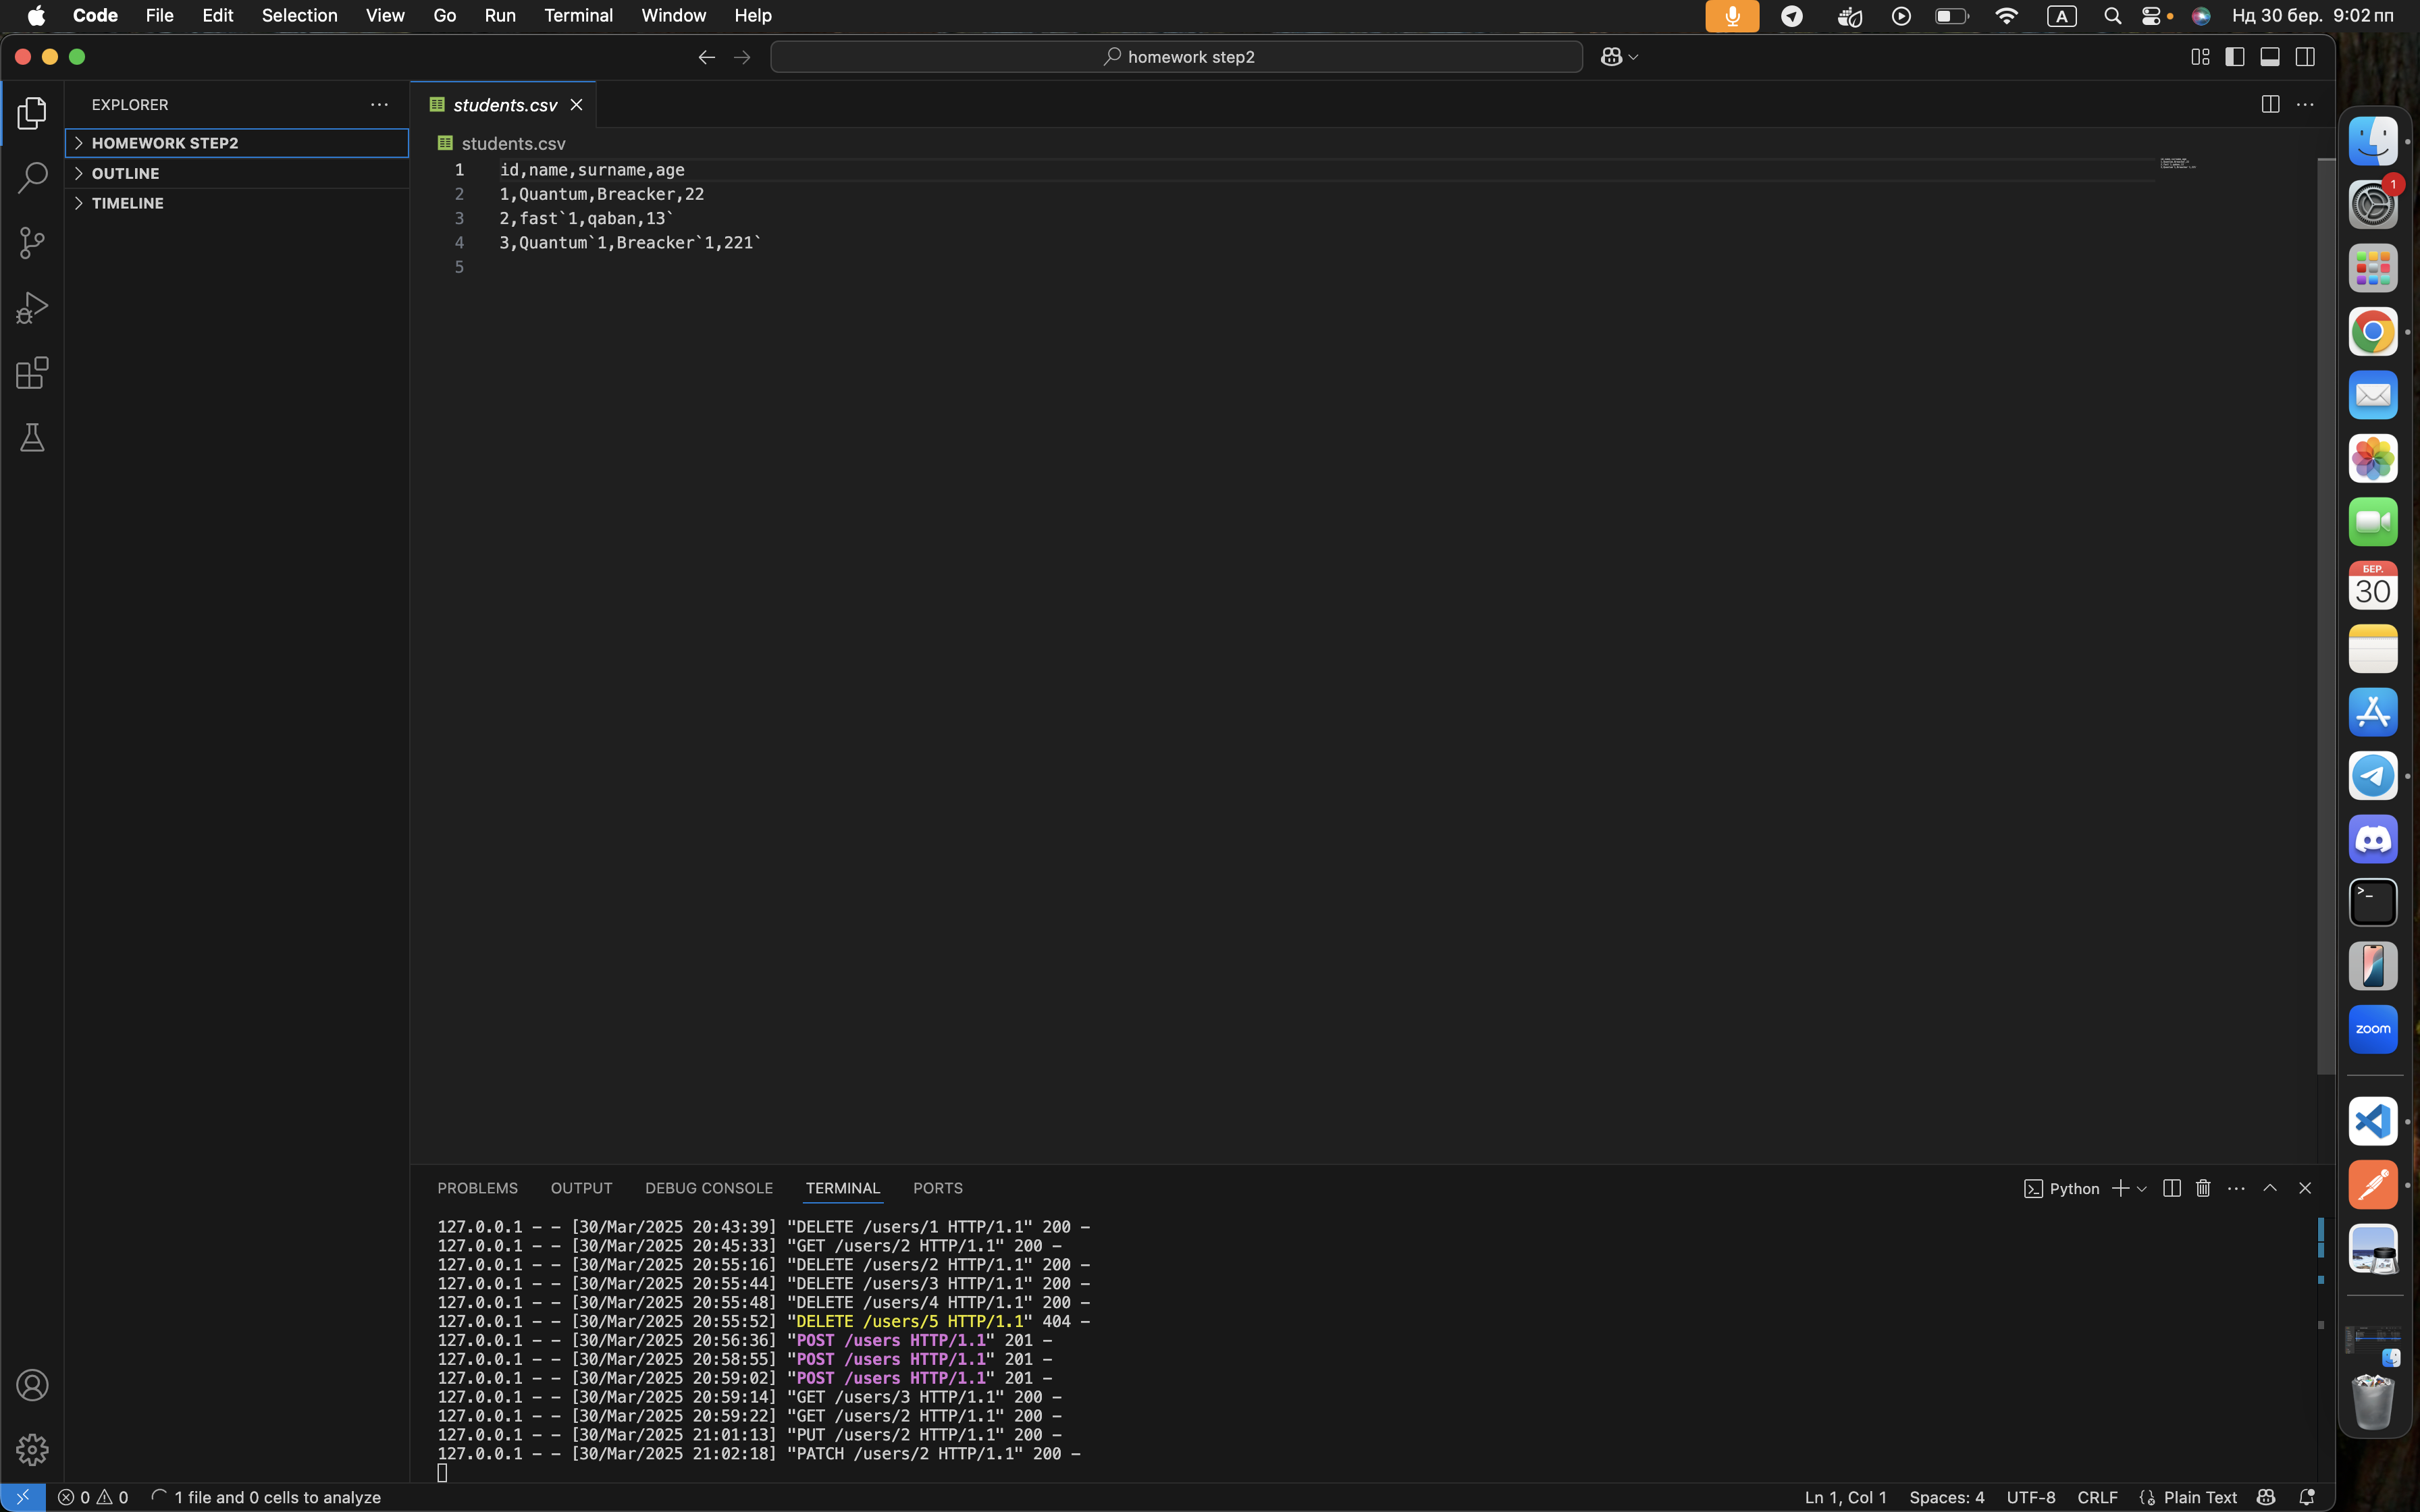 Code File Edit Selection View Go Run Terminal Window Help A Нд 30 бер. 9:02 пп
homework step2
EXPLORER
HOMEWORK STEP2
OUTLINE
TIMELINE
students.csv
students.csv
1 id,name,surname,age
2 1,Quantum,Breacker,22
3 2,fast`1,qaban,13`
4 3,Quantum`1,Breacker`1,221`
5
PROBLEMS OUTPUT DEBUG CONSOLE TERMINAL PORTS Python
127.0.0.1 - - [30/Mar/2025 20:43:39] "DELETE /users/1 HTTP/1.1" 200 -
127.0.0.1 - - [30/Mar/2025 20:45:33] "GET /users/2 HTTP/1.1" 200 -
127.0.0.1 - - [30/Mar/2025 20:55:16] "DELETE /users/2 HTTP/1.1" 200 -
127.0.0.1 - - [30/Mar/2025 20:55:44] "DELETE /users/3 HTTP/1.1" 200 -
127.0.0.1 - - [30/Mar/2025 20:55:48] "DELETE /users/4 HTTP/1.1" 200 -
127.0.0.1 - - [30/Mar/2025 20:55:52] "DELETE /users/5 HTTP/1.1" 404 -
127.0.0.1 - - [30/Mar/2025 20:56:36] "POST /users HTTP/1.1" 201 -
127.0.0.1 - - [30/Mar/2025 20:58:55] "POST /users HTTP/1.1" 201 -
127.0.0.1 - - [30/Mar/2025 20:59:02] "POST /users HTTP/1.1" 201 -
127.0.0.1 - - [30/Mar/2025 20:59:14] "GET /users/3 HTTP/1.1" 200 -
127.0.0.1 - - [30/Mar/2025 20:59:22] "GET /users/2 HTTP/1.1" 200 -
127.0.0.1 - - [30/Mar/2025 21:01:13] "PUT /users/2 HTTP/1.1" 200 -
127.0.0.1 - - [30/Mar/2025 21:02:18] "PATCH /users/2 HTTP/1.1" 200 -
0 0 1 file and 0 cells to analyze Ln 1, Col 1 Spaces: 4 UTF-8 CRLF Plain Text
1
БЕР.
30
zoom